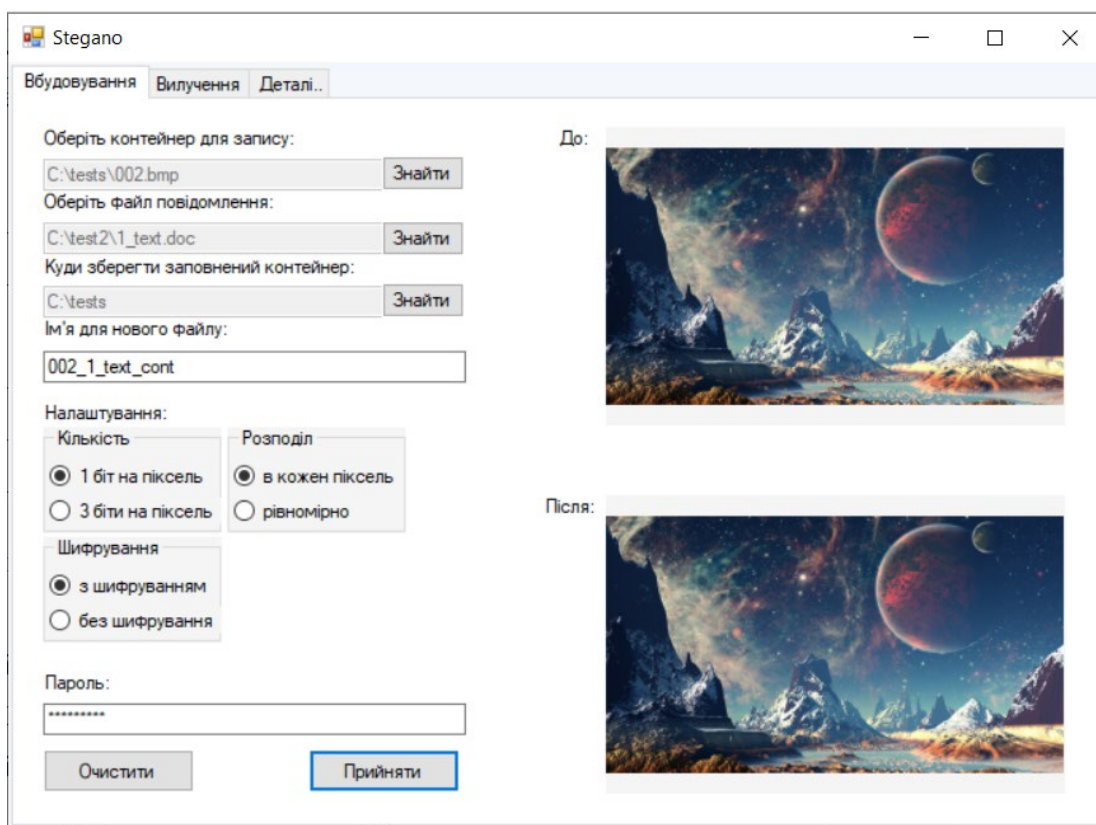 Stegano
Вбудовування Вилучення Деталі..
Оберіть контейнер для запису:
C:\tests\002.bmp Знайти
Оберіть файл повідомлення:
C:\test2\1_text.doc Знайти
Куди зберегти заповнений контейнер:
C:\tests Знайти
Ім'я для нового файлу:
002_1_text_cont
Налаштування:
Кількість Розподіл
1 біт на піксель в кожен піксель
3 біти на піксель рівномірно
Шифрування
з шифруванням
без шифрування
Пароль:
*********
Очистити Прийняти
До:
Після: